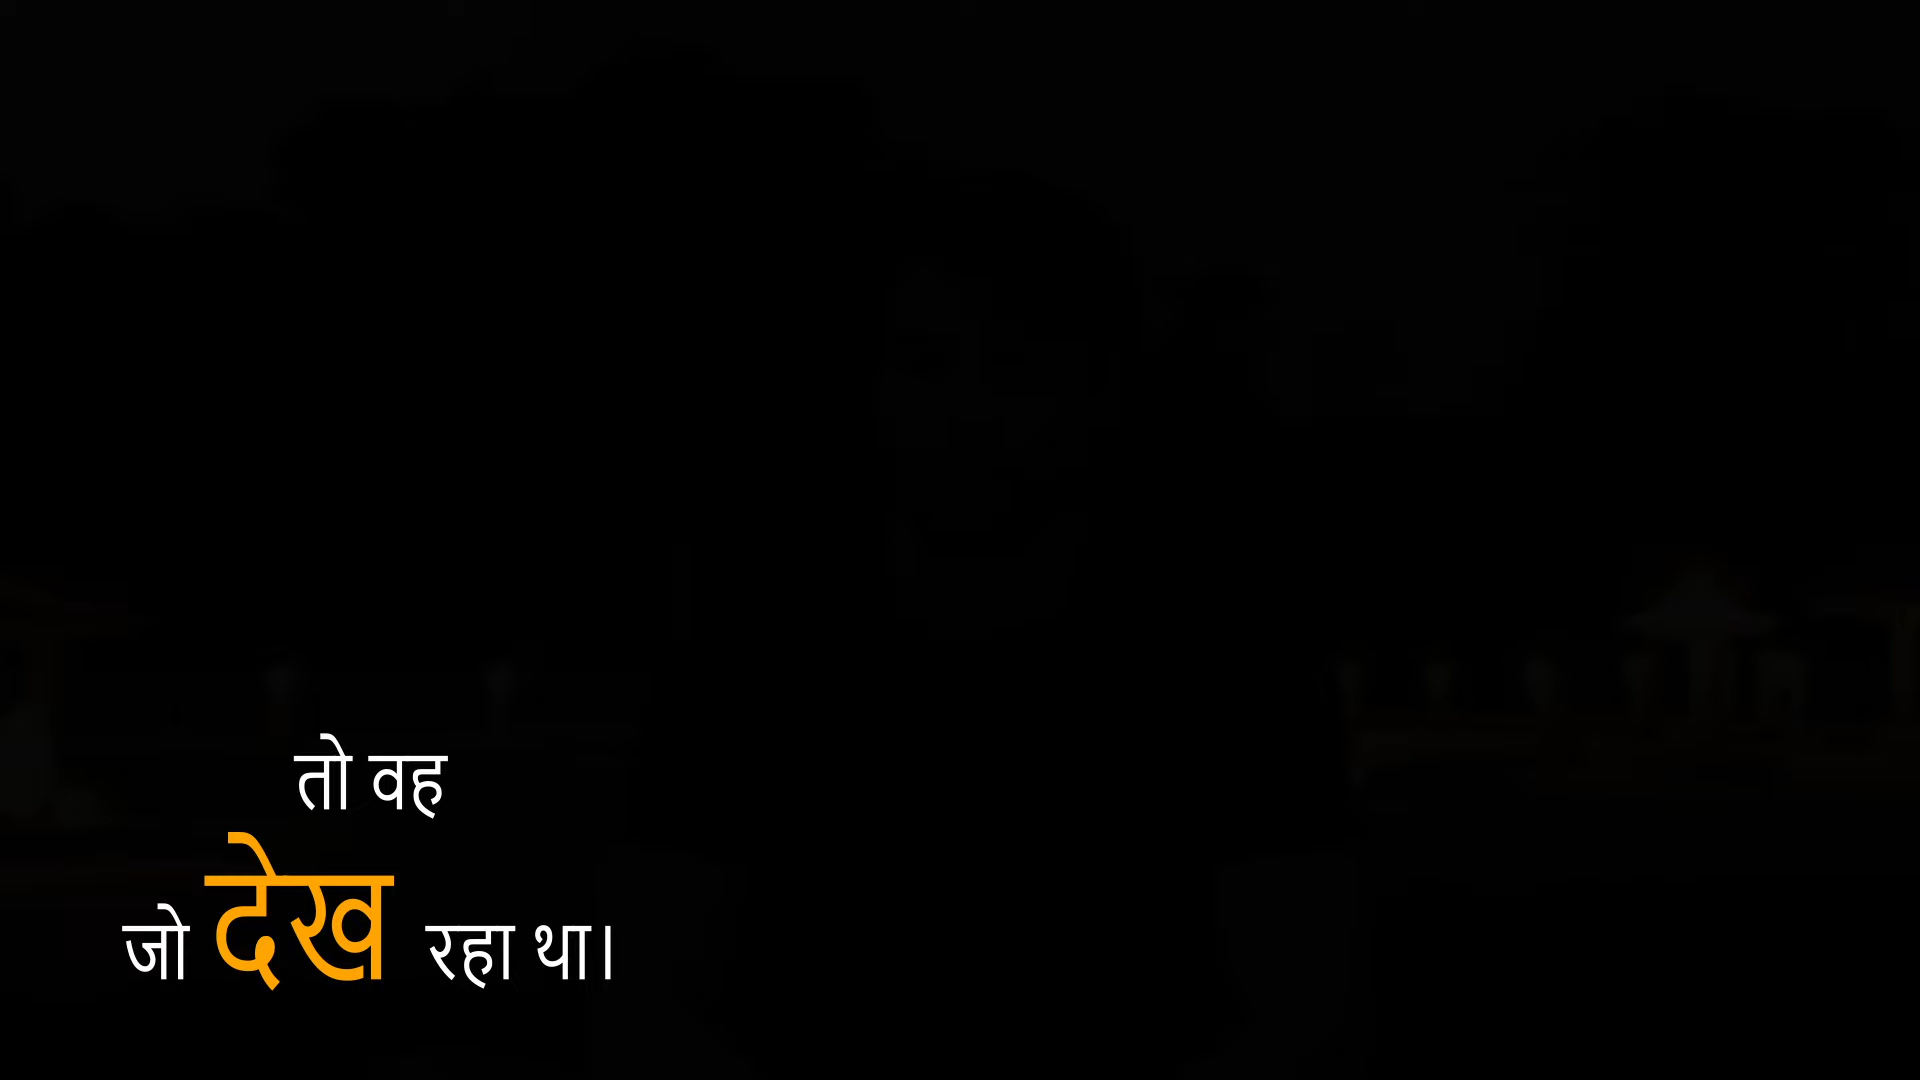 तो वह
जो देख रहा था।